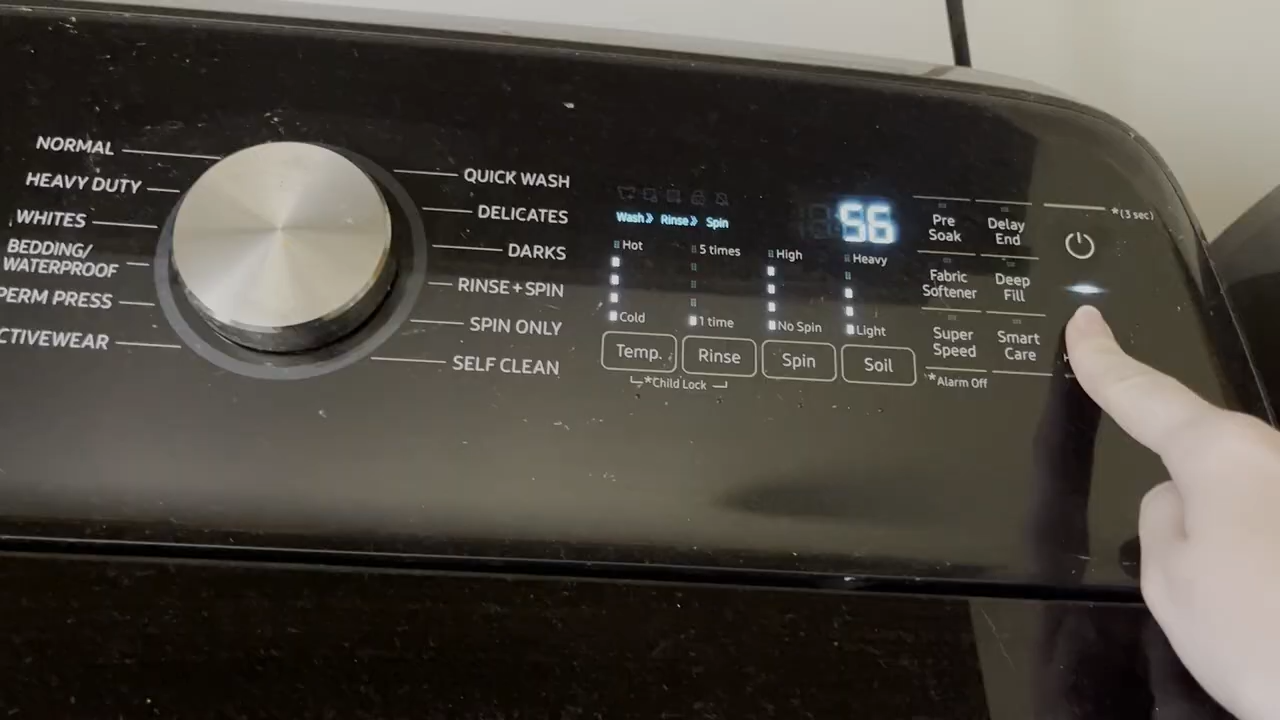 NORMAL
HEAVY DUTY
WHITES
BEDDING/
WATERPROOF
PERM PRESS
CTIVEWEAR
QUICK WASH
DELICATES
DARKS
RINSE + SPIN
SPIN ONLY
SELF CLEAN
Wash» Rinse» Spin
56
Hot
5 times
High
Heavy
Cold
1 time
No Spin
Light
Temp.
Rinse
Spin
Soil
*Child Lock
Pre
Soak
Delay
End
Fabric
Softener
Deep
Fill
Super
Speed
Smart
Care
*Alarm Off
*(3 sec)